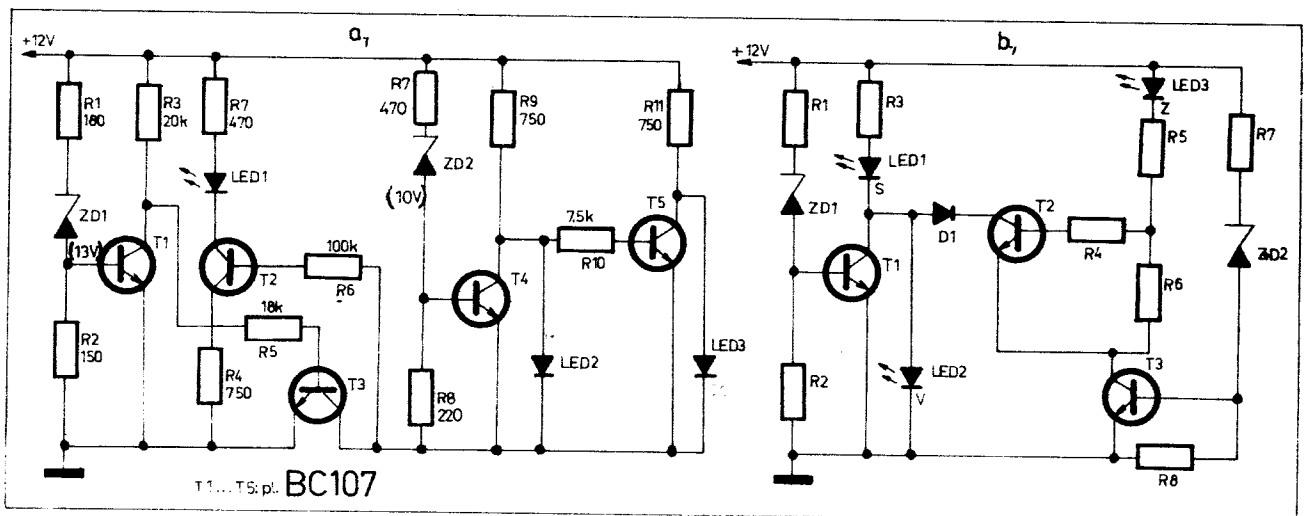 a,
+12V
R1
180
R3
20k
R7
470
LED1
ZD1
(13V)
T1
T2
100k
R6
18k
R5
R2
150
R4
750
T3
R7
470
ZD2
(10V)
R9
750
R11
750
T5
7.5k
R10
T4
LED2
LED3
R8
220
T1...T5: pl. BC107
b,
+12V
R1
R3
LED3
Z
R5
R7
LED1
S
ZD1
D1
T2
R4
ZD2
T1
R6
R2
LED2
V
T3
R8